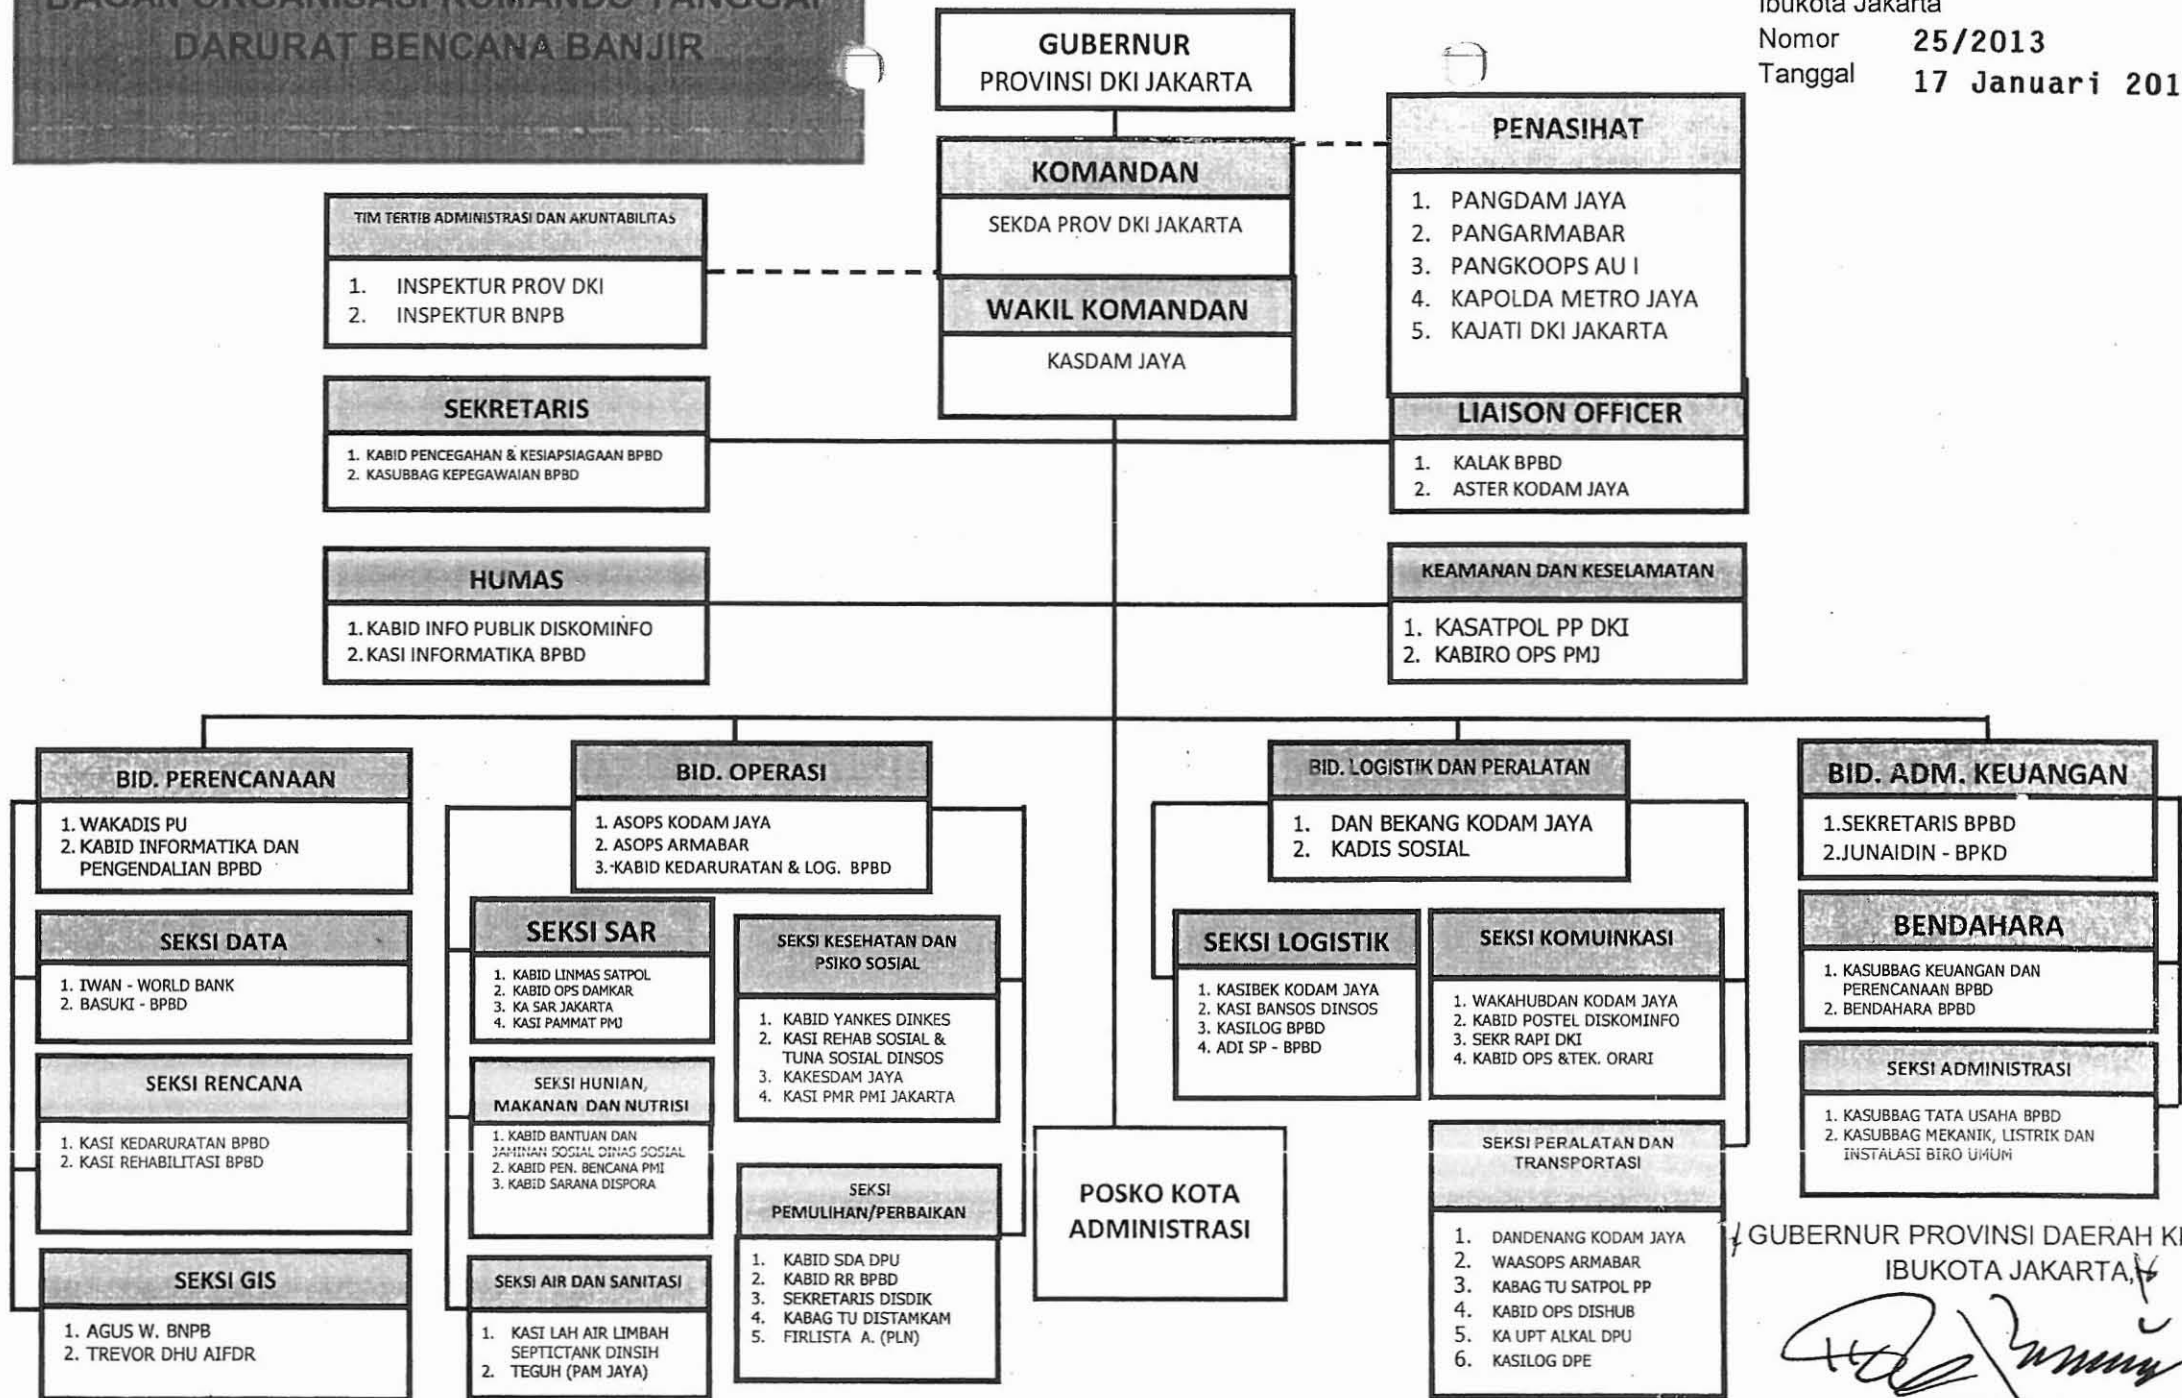 BAGAN ORGANISASI KOMANDO TANGGAP
DARURAT BENCANA BANJIR
Ibukota Jakarta
Nomor 25/2013
Tanggal 17 Januari 201
GUBERNUR
PROVINSI DKI JAKARTA
KOMANDAN
SEKDA PROV DKI JAKARTA
WAKIL KOMANDAN
KASDAM JAYA
PENASIHAT
1. PANGDAM JAYA
2. PANGARMABAR
3. PANGKOOPS AU I
4. KAPOLDA METRO JAYA
5. KAJATI DKI JAKARTA
TIM TERTIB ADMINISTRASI DAN AKUNTABILITAS
1. INSPEKTUR PROV DKI
2. INSPEKTUR BNPB
SEKRETARIS
1. KABID PENCEGAHAN & KESIAPSIAGAAN BPBD
2. KASUBBAG KEPEGAWAIAN BPBD
LIAISON OFFICER
1. KALAK BPBD
2. ASTER KODAM JAYA
HUMAS
1. KABID INFO PUBLIK DISKOMINFO
2. KASI INFORMATIKA BPBD
KEAMANAN DAN KESELAMATAN
1. KASATPOL PP DKI
2. KABIRO OPS PMJ
BID. PERENCANAAN
1. WAKADIS PU
2. KABID INFORMATIKA DAN
PENGENDALIAN BPBD
SEKSI DATA
1. IWAN - WORLD BANK
2. BASUKI - BPBD
SEKSI RENCANA
1. KASI KEDARURATAN BPBD
2. KASI REHABILITASI BPBD
SEKSI GIS
1. AGUS W. BNPB
2. TREVOR DHU AIFDR
BID. OPERASI
1. ASOPS KODAM JAYA
2. ASOPS ARMABAR
3. KABID KEDARURATAN & LOG. BPBD
SEKSI SAR
1. KABID LINMAS SATPOL
2. KABID OPS DAMKAR
3. KA SAR JAKARTA
4. KASI PAMMAT PMJ
SEKSI HUNIAN,
MAKANAN DAN NUTRISI
1. KABID BANTUAN DAN
JAMINAN SOSIAL DINAS SOSIAL
2. KABID PEN. BENCANA PMI
3. KABID SARANA DISPORA
SEKSI AIR DAN SANITASI
1. KASI LAH AIR LIMBAH
SEPTICTANK DINSIH
2. TEGUH (PAM JAYA)
SEKSI KESEHATAN DAN
PSIKO SOSIAL
1. KABID YANKES DINKES
2. KASI REHAB SOSIAL &
TUNA SOSIAL DINSOS
3. KAKESDAM JAYA
4. KASI PMR PMI JAKARTA
SEKSI
PEMULIHAN/PERBAIKAN
1. KABID SDA DPU
2. KABID RR BPBD
3. SEKRETARIS DISDIK
4. KABAG TU DISTAMKAM
5. FIRLISTA A. (PLN)
POSKO KOTA
ADMINISTRASI
BID. LOGISTIK DAN PERALATAN
1. DAN BEKANG KODAM JAYA
2. KADIS SOSIAL
SEKSI LOGISTIK
1. KASIBEK KODAM JAYA
2. KASI BANSOS DINSOS
3. KASILOG BPBD
4. ADI SP - BPBD
SEKSI KOMUINKASI
1. WAKAHUBDAN KODAM JAYA
2. KABID POSTEL DISKOMINFO
3. SEKR RAPI DKI
4. KABID OPS &TEK. ORARI
SEKSI PERALATAN DAN
TRANSPORTASI
1. DANDENANG KODAM JAYA
2. WAASOPS ARMABAR
3. KABAG TU SATPOL PP
4. KABID OPS DISHUB
5. KA UPT ALKAL DPU
6. KASILOG DPE
BID. ADM. KEUANGAN
1.SEKRETARIS BPBD
2.JUNAIDIN - BPKD
BENDAHARA
1. KASUBBAG KEUANGAN DAN
PERENCANAAN BPBD
2. BENDAHARA BPBD
SEKSI ADMINISTRASI
1. KASUBBAG TATA USAHA BPBD
2. KASUBBAG MEKANIK, LISTRIK DAN
INSTALASI BIRO UMUM
GUBERNUR PROVINSI DAERAH K
IBUKOTA JAKARTA,